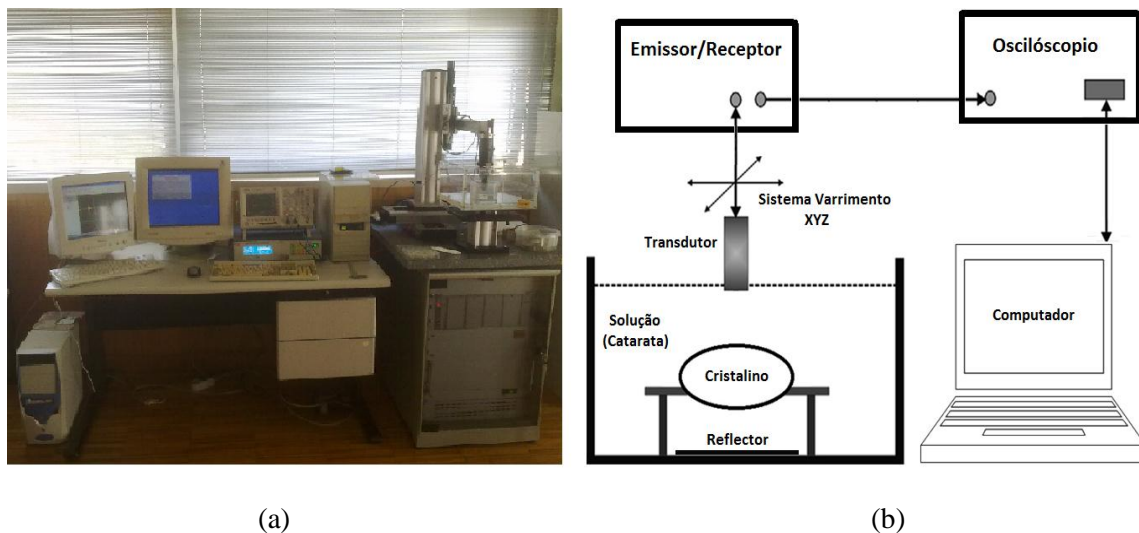 Emissor/Receptor
Osciloscópio
Sistema Varrimento
XYZ
Transdutor
Solução
(Catarata)
Cristalino
Reflector
Computador
(a)
(b)